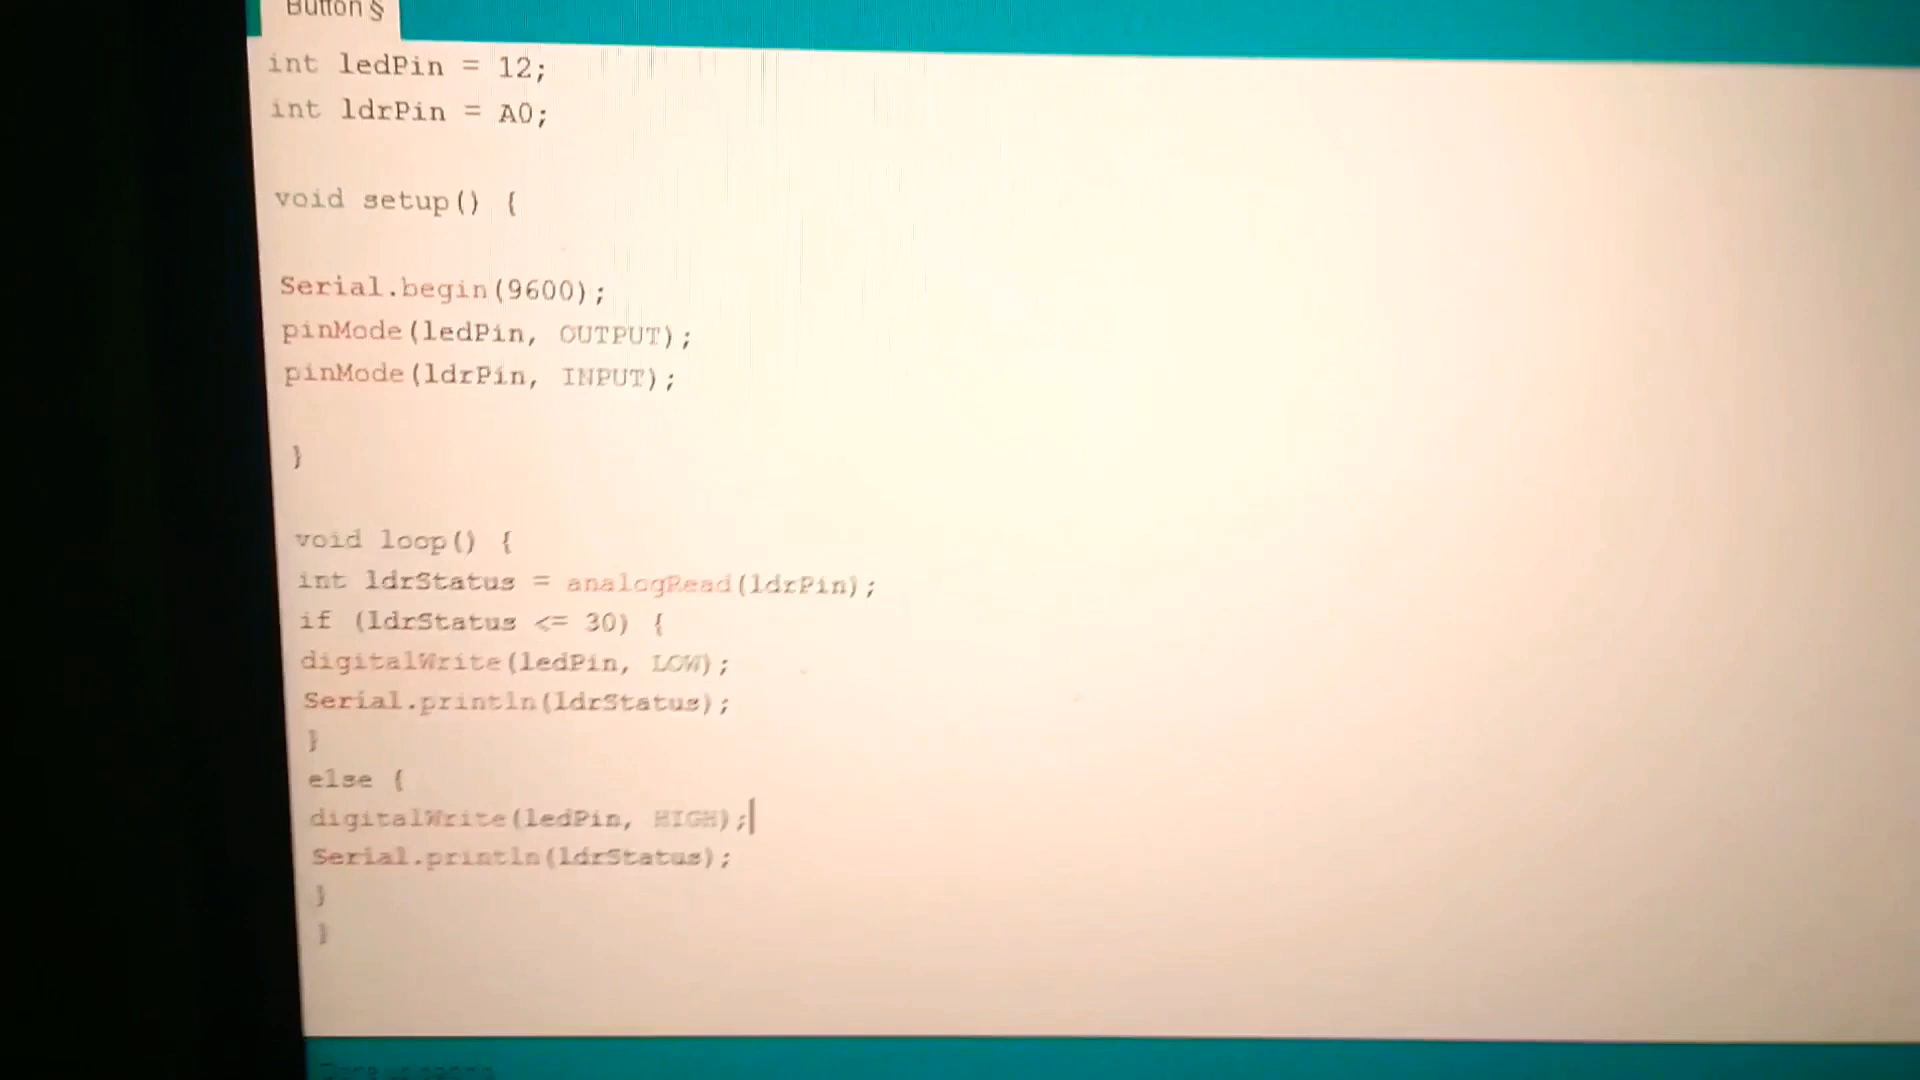 Button §
int ledPin = 12;
int ldrPin = A0;
void setup() {
Serial.begin(9600);
pinMode(ledPin, OUTPUT);
pinMode(ldrPin, INPUT);
}
void loop() {
int ldrStatus = analogRead(ldrPin);
if (ldrStatus <= 30) {
digitalWrite(ledPin, LOW);
Serial.println(ldrStatus);
}
else {
digitalWrite(ledPin, HIGH);
Serial.println(ldrStatus);
}
}